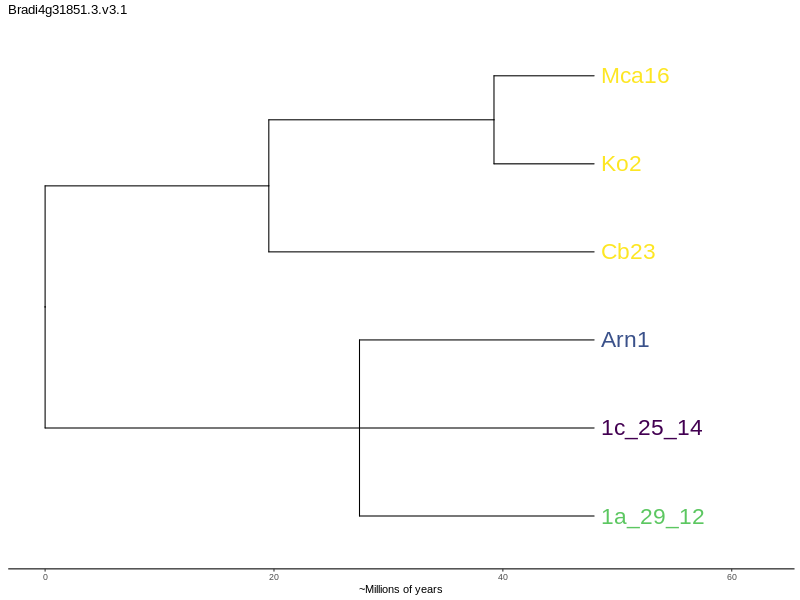 Bradi4g31851.3.v3.1
Mca16
Ko2
Cb23
Arn1
1c_25_14
1a_29_12
0 20 40 60
~Millions of years